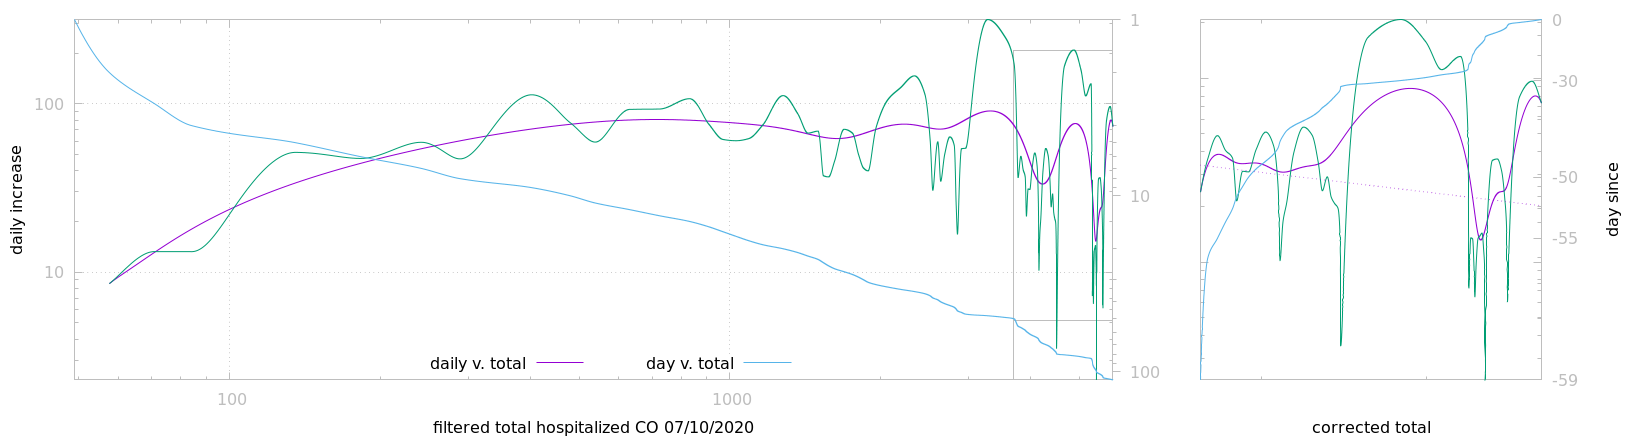 1
0
100
-30
daily increase
-50
day since
10
-55
10
daily v. total
day v. total
100
-59
100
1000
filtered total hospitalized CO 07/10/2020
corrected total